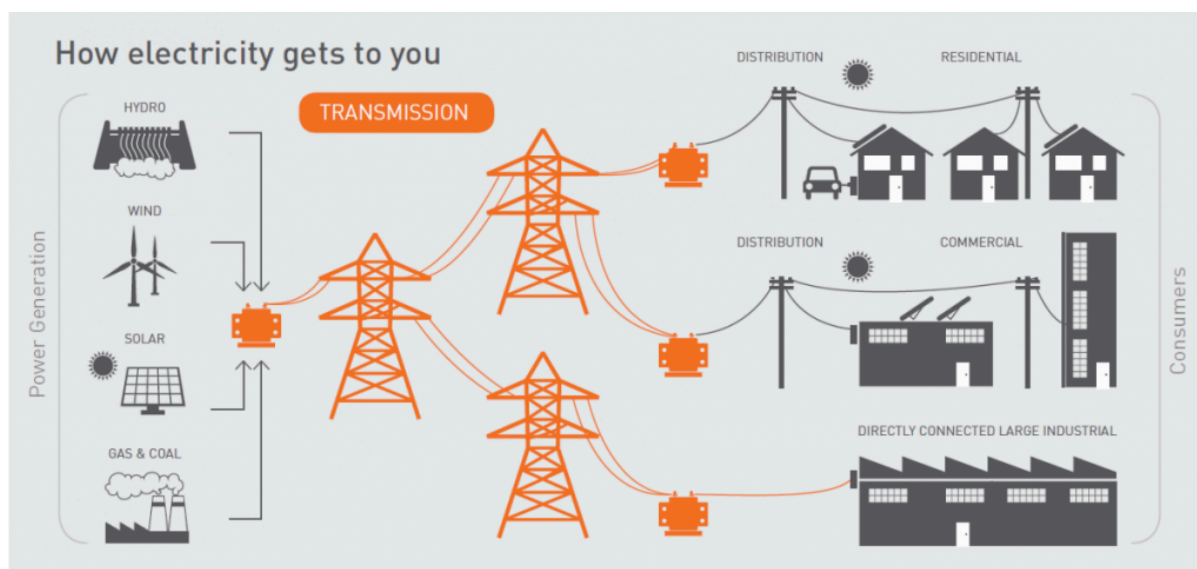 How electricity gets to you
Power Generation
HYDRO
WIND
SOLAR
GAS & COAL
TRANSMISSION
DISTRIBUTION
RESIDENTIAL
DISTRIBUTION
COMMERCIAL
DIRECTLY CONNECTED LARGE INDUSTRIAL
Consumers